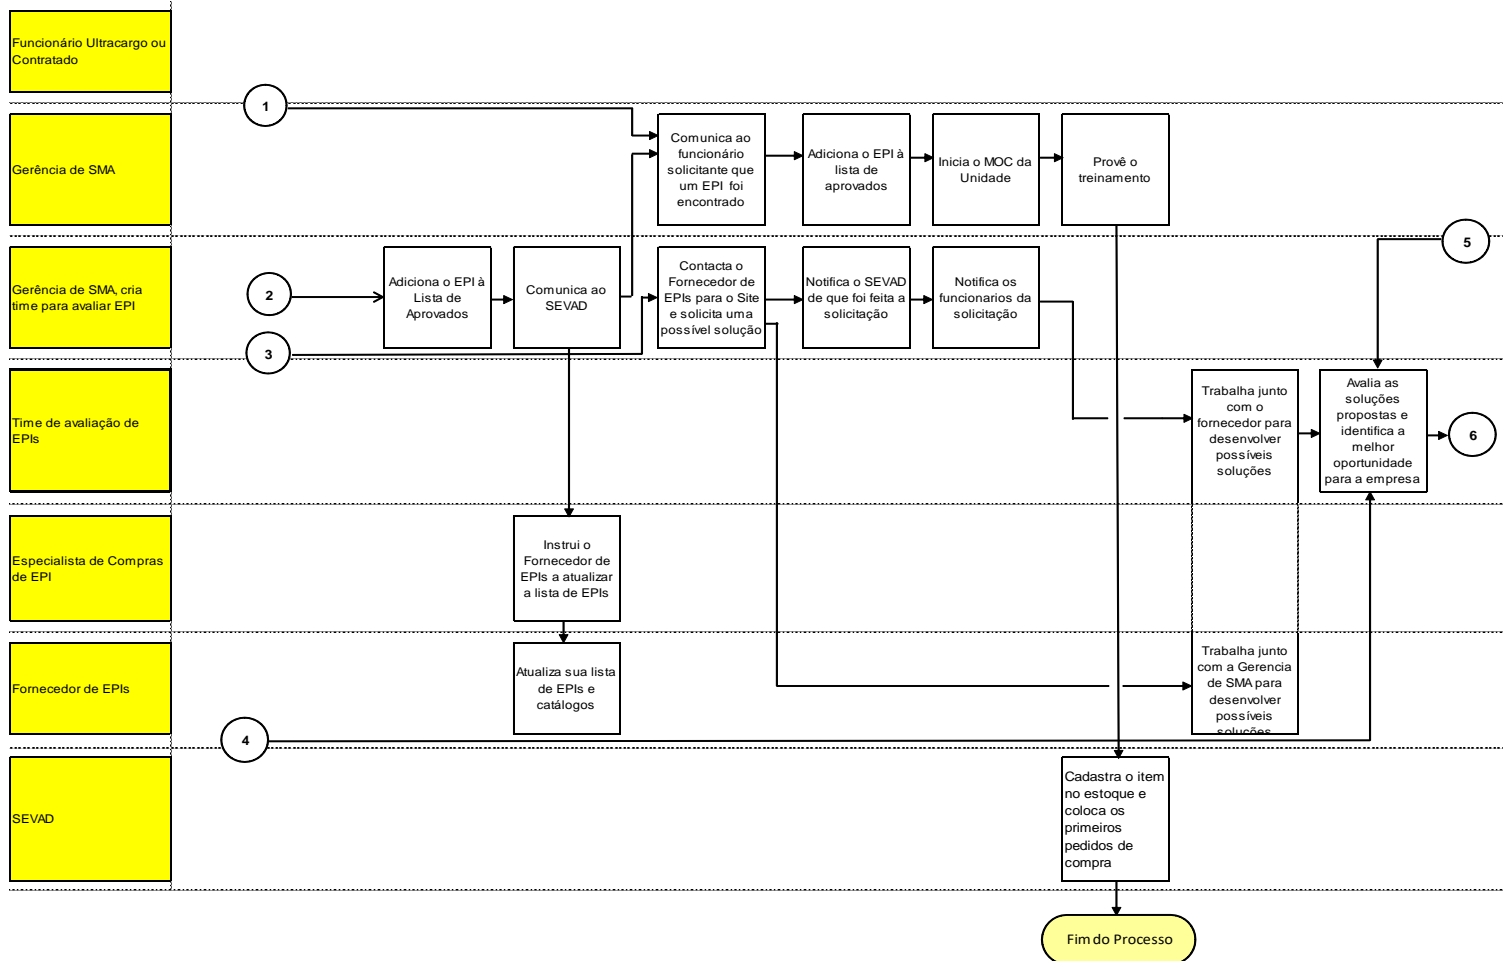 Funcionário Ultracargo ou
Contratado
1
Gerência de SMA
Comunica ao
funcionário
solicitante que
um EPI foi
encontrado
Adiciona o EPI à
lista de
aprovados
Inicia o MOC da
Unidade
Provê o
treinamento
5
Gerência de SMA, cria
time para avaliar EPI
2
Adiciona o EPI à
Lista de
Aprovados
Comunica ao
SEVAD
Contacta o
Fornecedor de
EPIs para o Site
e solicita uma
possível solução
Notifica o SEVAD
de que foi feita a
solicitação
Notifica os
funcionarios da
solicitação
3
Time de avaliação de
EPIs
Trabalha junto
com o
fornecedor para
desenvolver
possíveis
soluções
Avalia as
soluções
propostas e
identifica a
melhor
oportunidade
para a empresa
6
Especialista de Compras
de EPI
Instrui o
Fornecedor de
EPIs a atualizar
a lista de EPIs
Fornecedor de EPIs
Atualiza sua lista
de EPIs e
catálogos
Trabalha junto
com a Gerencia
de SMA para
desenvolver
possíveis
soluções
4
SEVAD
Cadastra o item
no estoque e
coloca os
primeiros
pedidos de
compra
Fim do Processo